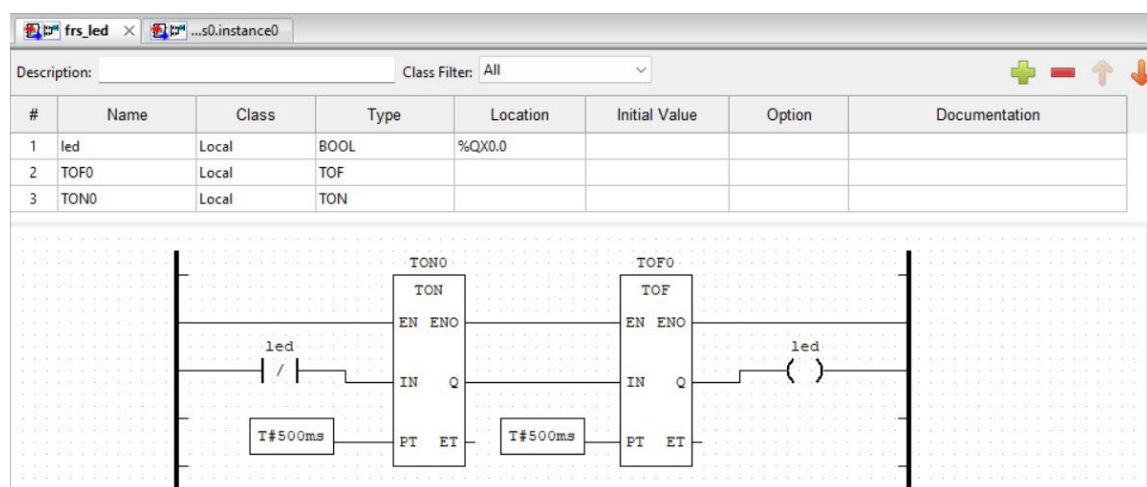 frs_led ...s0.instance0
Description: Class Filter: All
# Name Class Type Location Initial Value Option Documentation
1 led Local BOOL %QX0.0
2 TOF0 Local TOF
3 TON0 Local TON
TON0 TOF0
TON TOF
EN ENO EN ENO
led led
/ IN Q IN Q ( )
T#500ms PT ET T#500ms PT ET